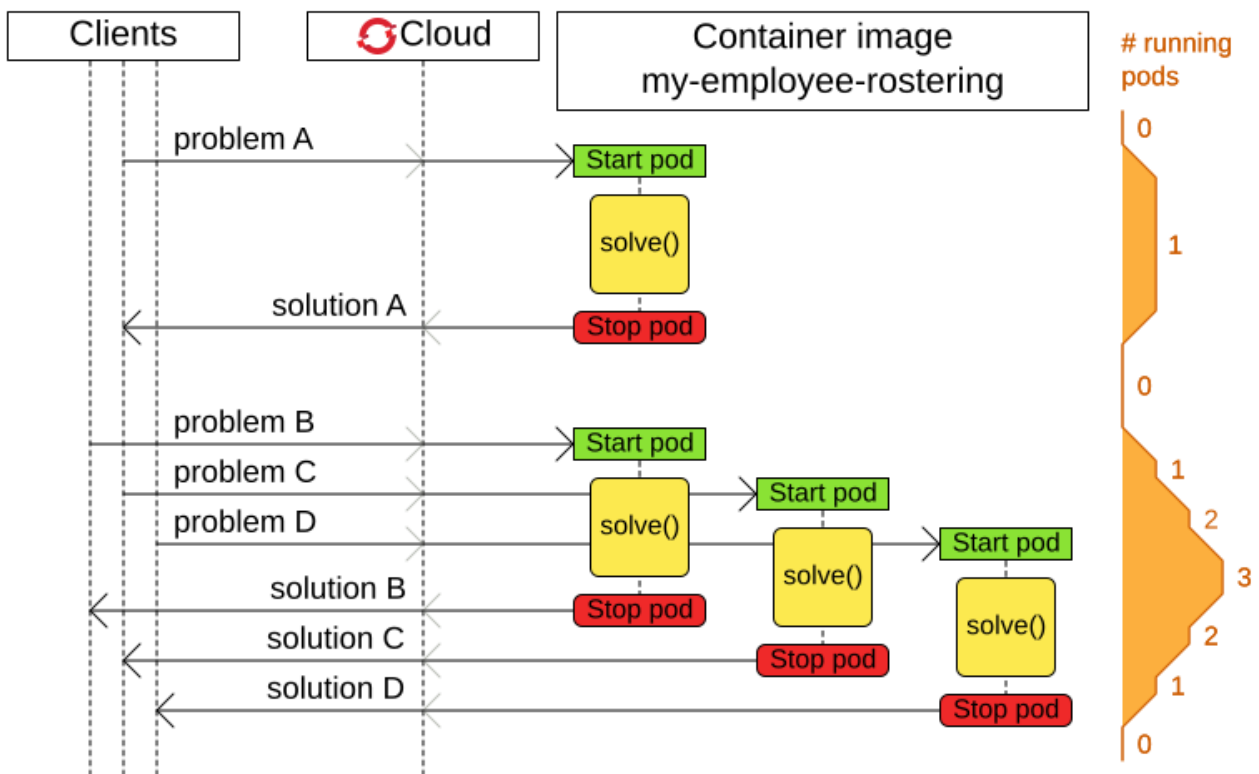 Clients
Cloud
Container image
my-employee-rostering
# running
pods
0
problem A
Start pod
solve()
1
solution A
Stop pod
0
problem B
Start pod
1
problem C
Start pod
2
problem D
solve()
Start pod
3
solution B
Stop pod
solve()
2
solution C
Stop pod
solve()
1
solution D
Stop pod
0